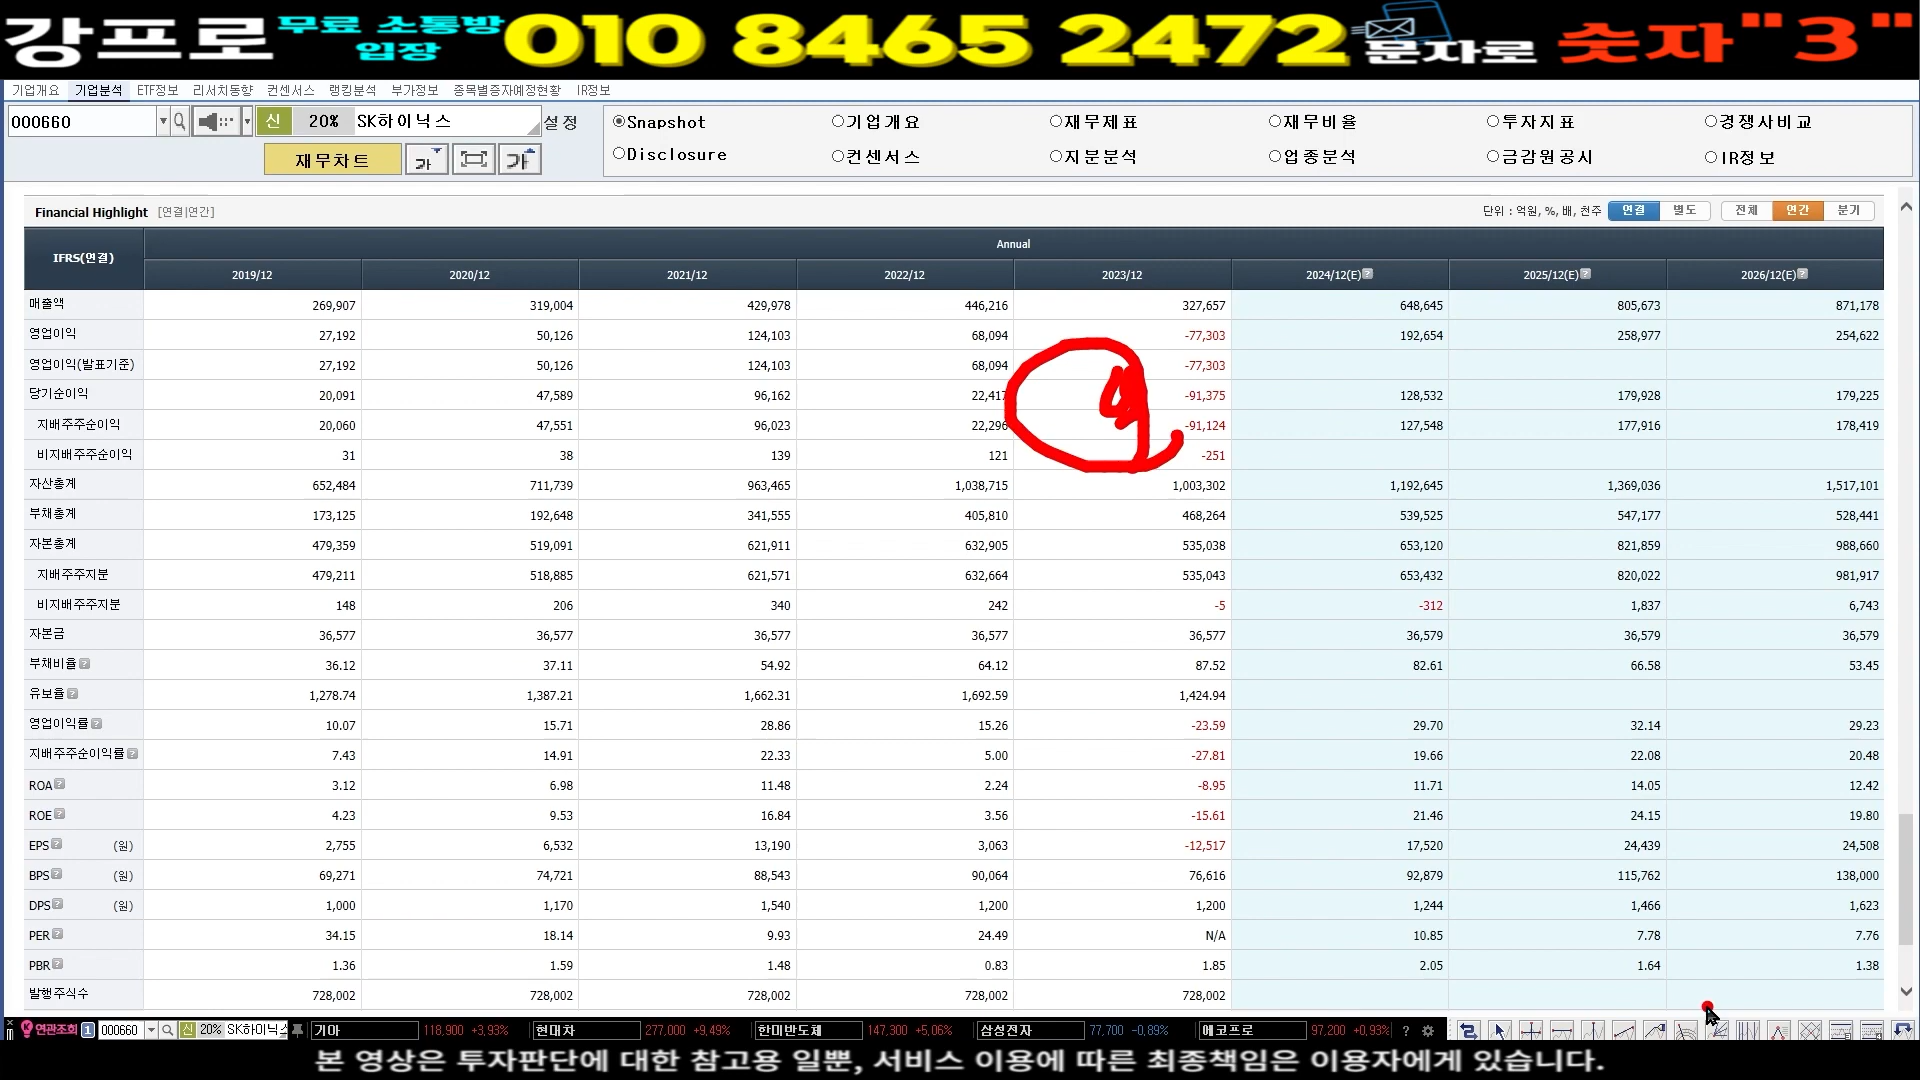 강프로 무료 소통방 입장 010 8465 2472 문자로 숫자"3"
기업개요 기업분석 ETF정보 리서치동향 컨센서스 랭킹분석 부가정보 종목별증자예정현황 IR정보
000660 신 20% SK하이닉스 설정
재무차트 가 가
Snapshot 기업개요 재무제표 재무비율 투자지표 경쟁사비교
Disclosure 컨센서스 지분분석 업종분석 금감원공시 IR정보
Financial Highlight [연결|연간] 단위 : 억원, %, 배, 천주 연결 별도 전체 연간 분기
IFRS(연결) Annual
2019/12 2020/12 2021/12 2022/12 2023/12 2024/12(E) 2025/12(E) 2026/12(E)
매출액 269,907 319,004 429,978 446,216 327,657 648,645 805,673 871,178
영업이익 27,192 50,126 124,103 68,094 -77,303 192,654 258,977 254,622
영업이익(발표기준) 27,192 50,126 124,103 68,094 -77,303
당기순이익 20,091 47,589 96,162 22,417 -91,375 128,532 179,928 179,225
지배주주순이익 20,060 47,551 96,023 22,296 -91,124 127,548 177,916 178,419
비지배주주순이익 31 38 139 121 -251
자산총계 652,484 711,739 963,465 1,038,715 1,003,302 1,192,645 1,369,036 1,517,101
부채총계 173,125 192,648 341,555 405,810 468,264 539,525 547,177 528,441
자본총계 479,359 519,091 621,911 632,905 535,038 653,120 821,859 988,660
지배주주지분 479,211 518,885 621,571 632,664 535,043 653,432 820,022 981,917
비지배주주지분 148 206 340 242 -5 -312 1,837 6,743
자본금 36,577 36,577 36,577 36,577 36,577 36,579 36,579 36,579
부채비율 36.12 37.11 54.92 64.12 87.52 82.61 66.58 53.45
유보율 1,278.74 1,387.21 1,662.31 1,692.59 1,424.94
영업이익률 10.07 15.71 28.86 15.26 -23.59 29.70 32.14 29.23
지배주주순이익률 7.43 14.91 22.33 5.00 -27.81 19.66 22.08 20.48
ROA 3.12 6.98 11.48 2.24 -8.95 11.71 14.05 12.42
ROE 4.23 9.53 16.84 3.56 -15.61 21.46 24.15 19.80
EPS (원) 2,755 6,532 13,190 3,063 -12,517 17,520 24,439 24,508
BPS (원) 69,271 74,721 88,543 90,064 76,616 92,879 115,762 138,000
DPS (원) 1,000 1,170 1,540 1,200 1,200 1,244 1,466 1,623
PER 34.15 18.14 9.93 24.49 N/A 10.85 7.78 7.76
PBR 1.36 1.59 1.48 0.83 1.85 2.05 1.64 1.38
발행주식수 728,002 728,002 728,002 728,002 728,002
연관조회 1 000660 신 20% SK하이닉스 기아 118,900 +3,93% 현대차 277,000 +9,49% 한미반도체 147,300 +5,06% 삼성전자 77,700 -0,89% 에코프로 97,200 +0,93% ?
본 영상은 투자판단에 대한 참고용 일뿐, 서비스 이용에 따른 최종책임은 이용자에게 있습니다.